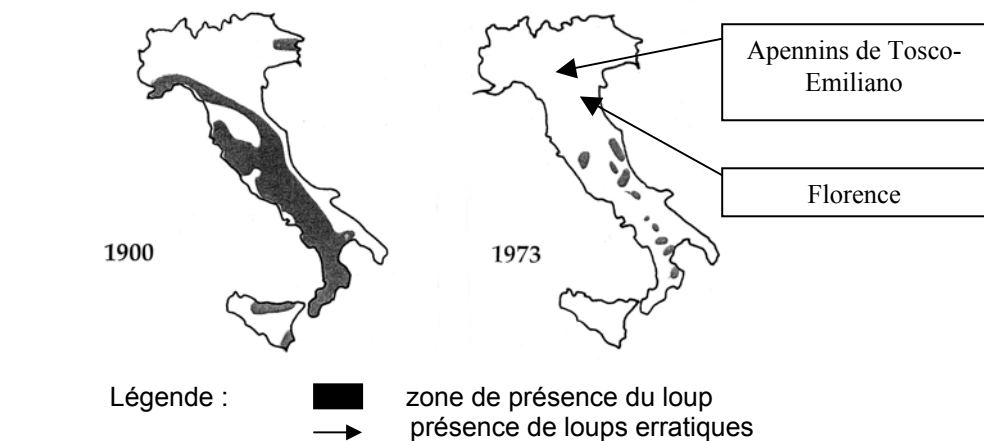 Apennins de Tosco-
Emiliano
Florence
1900
1973
Légende :
zone de présence du loup
présence de loups erratiques